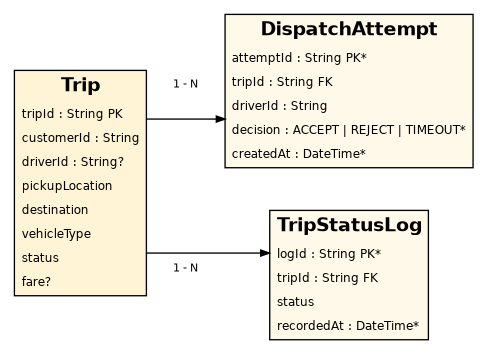 Trip
tripId : String PK
customerId : String
driverId : String?
pickupLocation
destination
vehicleType
status
fare?
1 - N
1 - N
DispatchAttempt
attemptId : String PK*
tripId : String FK
driverId : String
decision : ACCEPT | REJECT | TIMEOUT*
createdAt : DateTime*
TripStatusLog
logId : String PK*
tripId : String FK
status
recordedAt : DateTime*